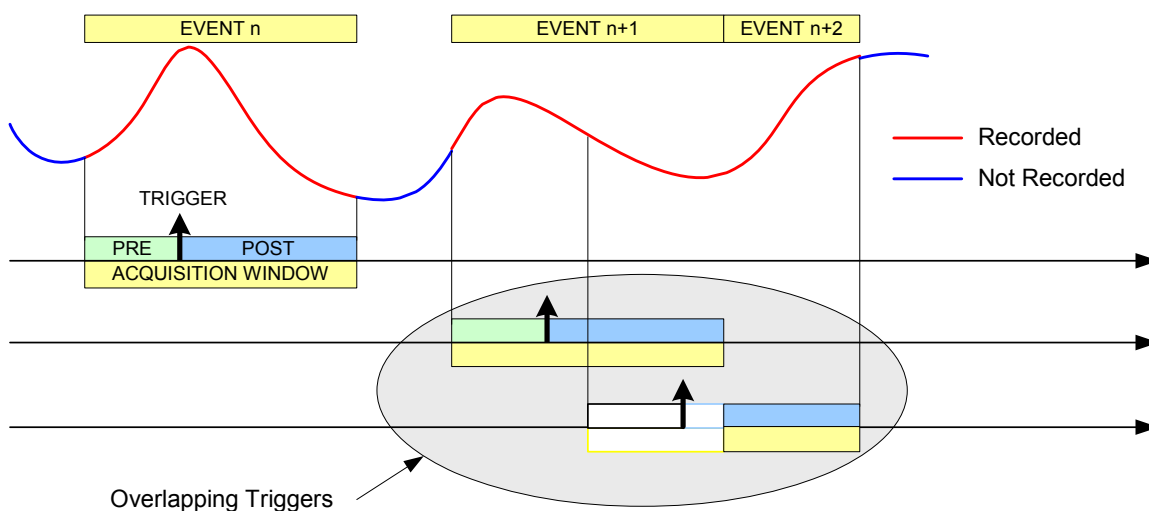 EVENT n
EVENT n+1
EVENT n+2
Recorded
Not Recorded
TRIGGER
PRE
POST
ACQUISITION WINDOW
Overlapping Triggers